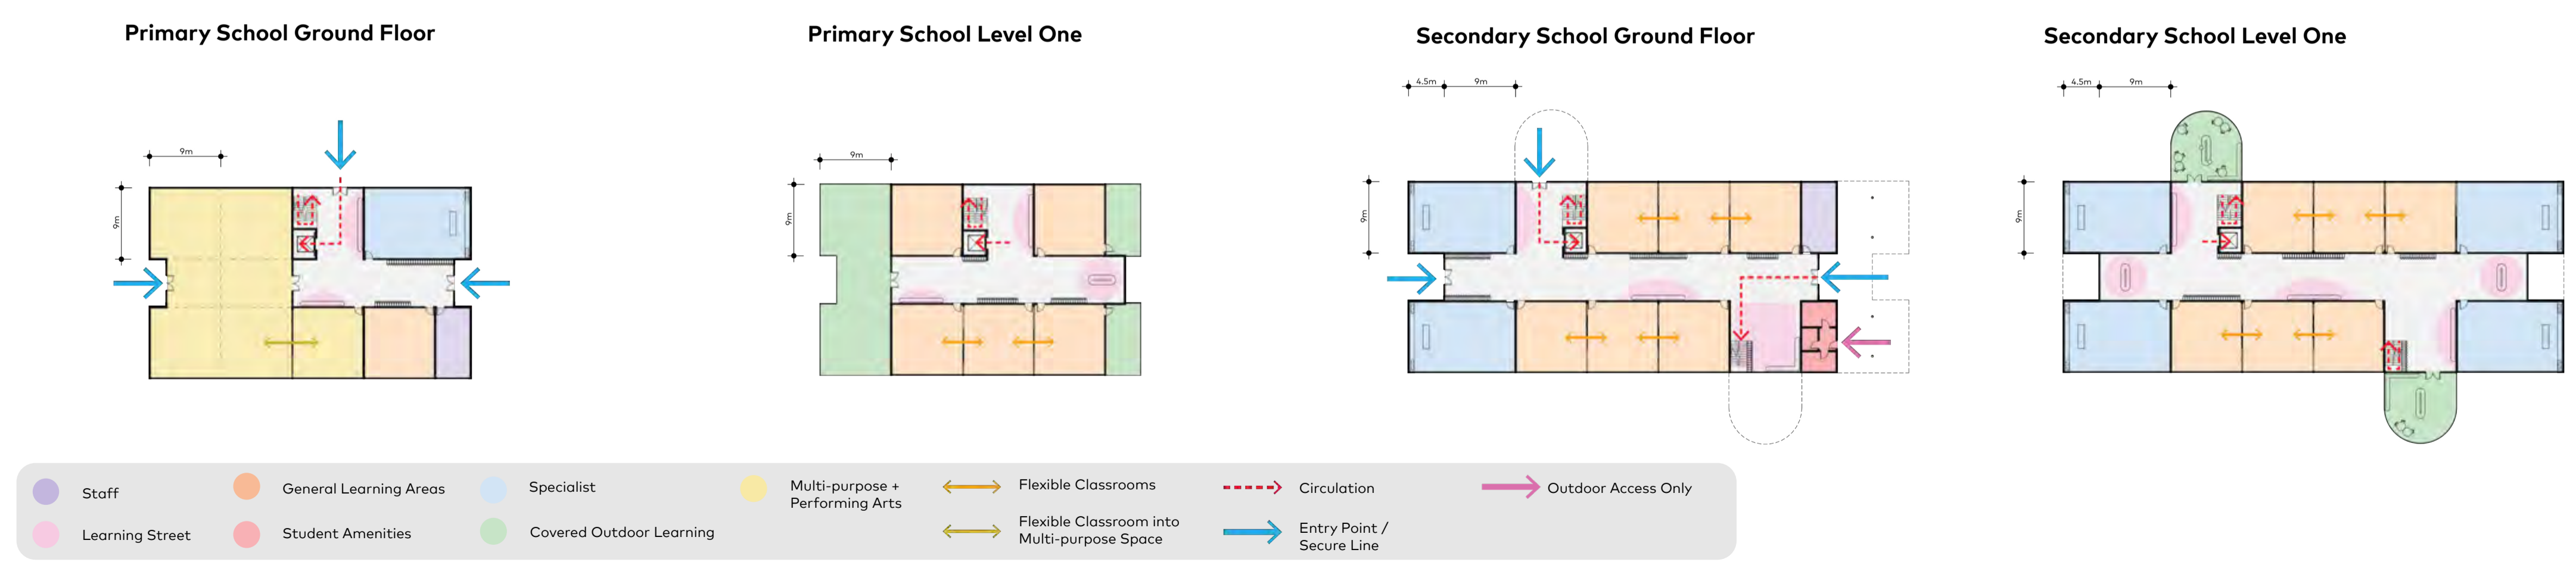 Primary School Ground Floor
Primary School Level One
Secondary School Ground Floor
Secondary School Level One
9m
9m
9m
9m
4.5m
9m
9m
4.5m
9m
9m
Staff
General Learning Areas
Specialist
Multi-purpose +
Performing Arts
Flexible Classrooms
Circulation
Outdoor Access Only
Learning Street
Student Amenities
Covered Outdoor Learning
Flexible Classroom into
Multi-purpose Space
Entry Point /
Secure Line